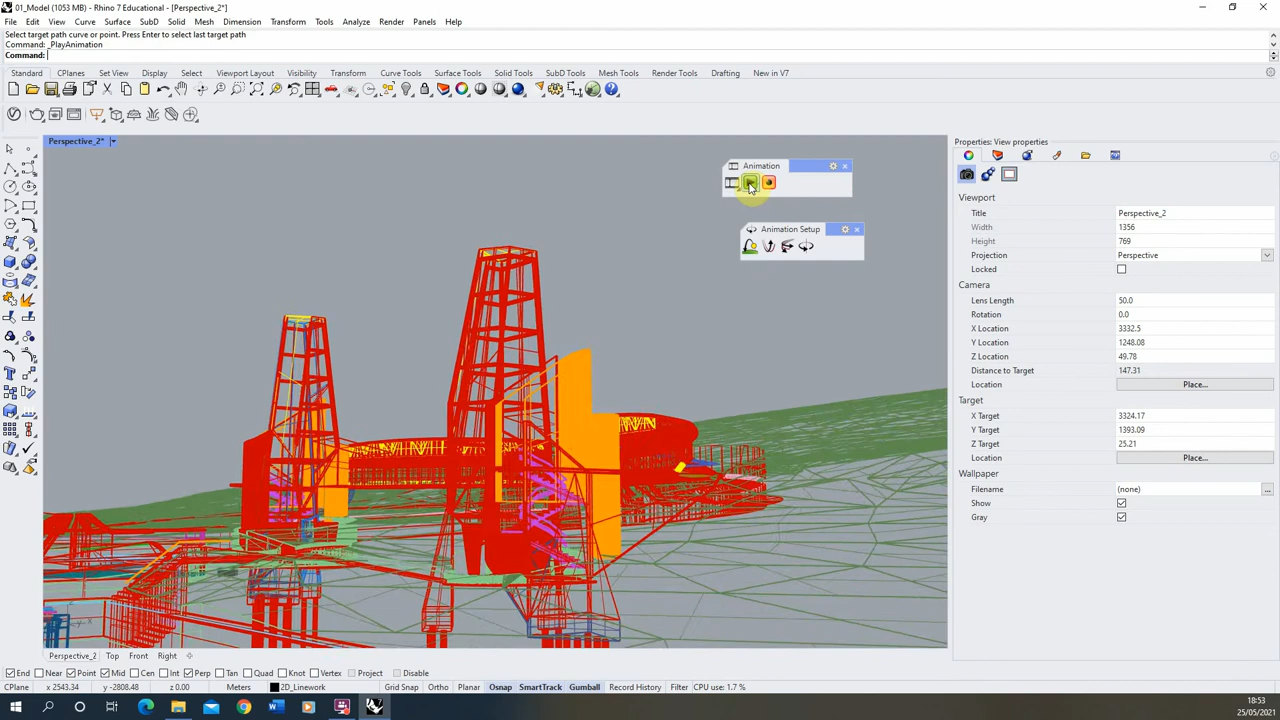 01_Model (1053 MB) - Rhino 7 Educational - [Perspective_2*]
File Edit View Curve Surface SubD Solid Mesh Dimension Transform Tools Analyze Render Panels Help
Select target path curve or point. Press Enter to select last target path
Command: _PlayAnimation
Command:
Standard CPlanes Set View Display Select Viewport Layout Visibility Transform Curve Tools Surface Tools Solid Tools SubD Tools Mesh Tools Render Tools Drafting New in V7
Perspective_2*
Animation
Animation Setup
Properties: View properties
Viewport
Title Perspective_2
Width 1356
Height 769
Projection Perspective
Locked
Camera
Lens Length 50.0
Rotation 0.0
X Location 3332.5
Y Location 1248.08
Z Location 49.78
Distance to Target 147.31
Location Place...
Target
X Target 3324.17
Y Target 1393.09
Z Target 25.21
Location Place...
Wallpaper
Filename (none) ...
Show
Gray
Perspective_2 Top Front Right
End Near Point Mid Cen Int Perp Tan Quad Knot Vertex Project Disable
CPlane x 2543.34 y -2808.48 z 0.00 Meters 2D_Linework Grid Snap Ortho Planar Osnap SmartTrack Gumball Record History Filter CPU use: 1.7 %
18:53
25/05/2021